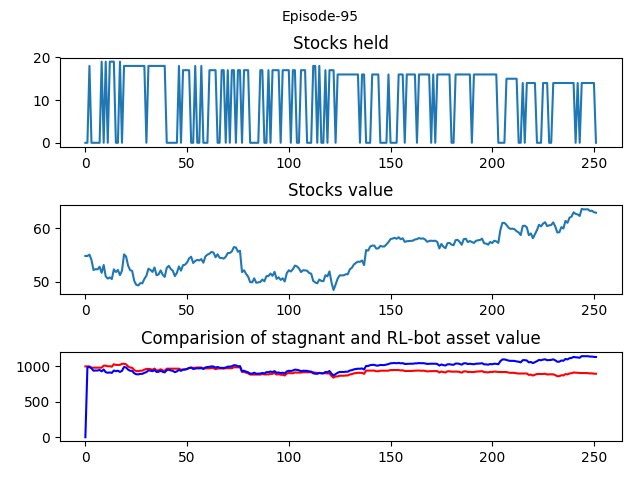 Episode-95
Stocks held
20
10
0
0 50 100 150 200 250
Stocks value
60
50
0 50 100 150 200 250
Comparision of stagnant and RL-bot asset value
1000
500
0
0 50 100 150 200 250